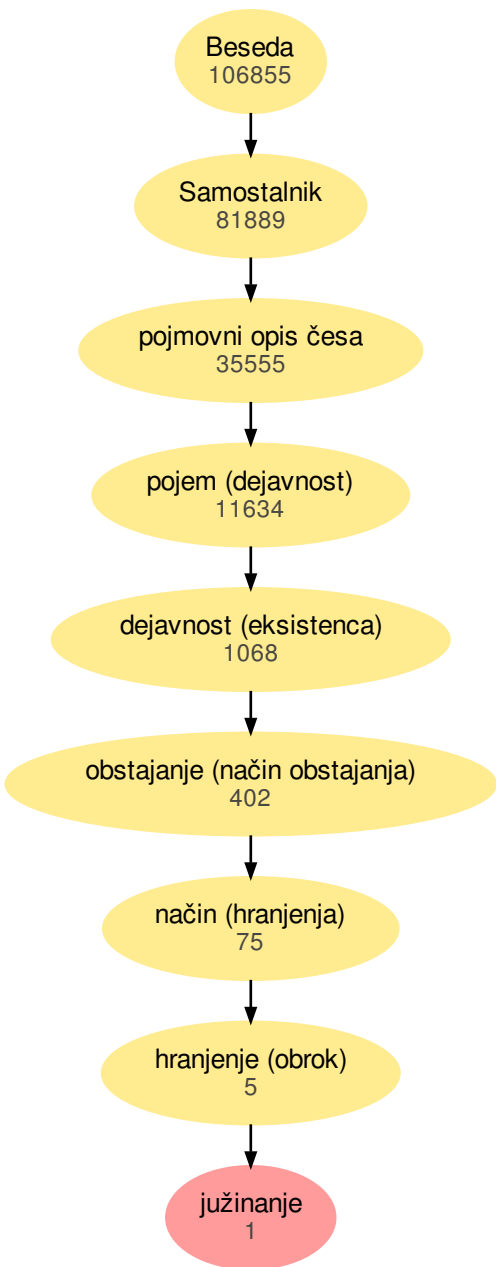 Beseda
106855
Samostalnik
81889
pojmovni opis česa
35555
pojem (dejavnost)
11634
dejavnost (eksistenca)
1068
obstajanje (način obstajanja)
402
način (hranjenja)
75
hranjenje (obrok)
5
južinanje
1